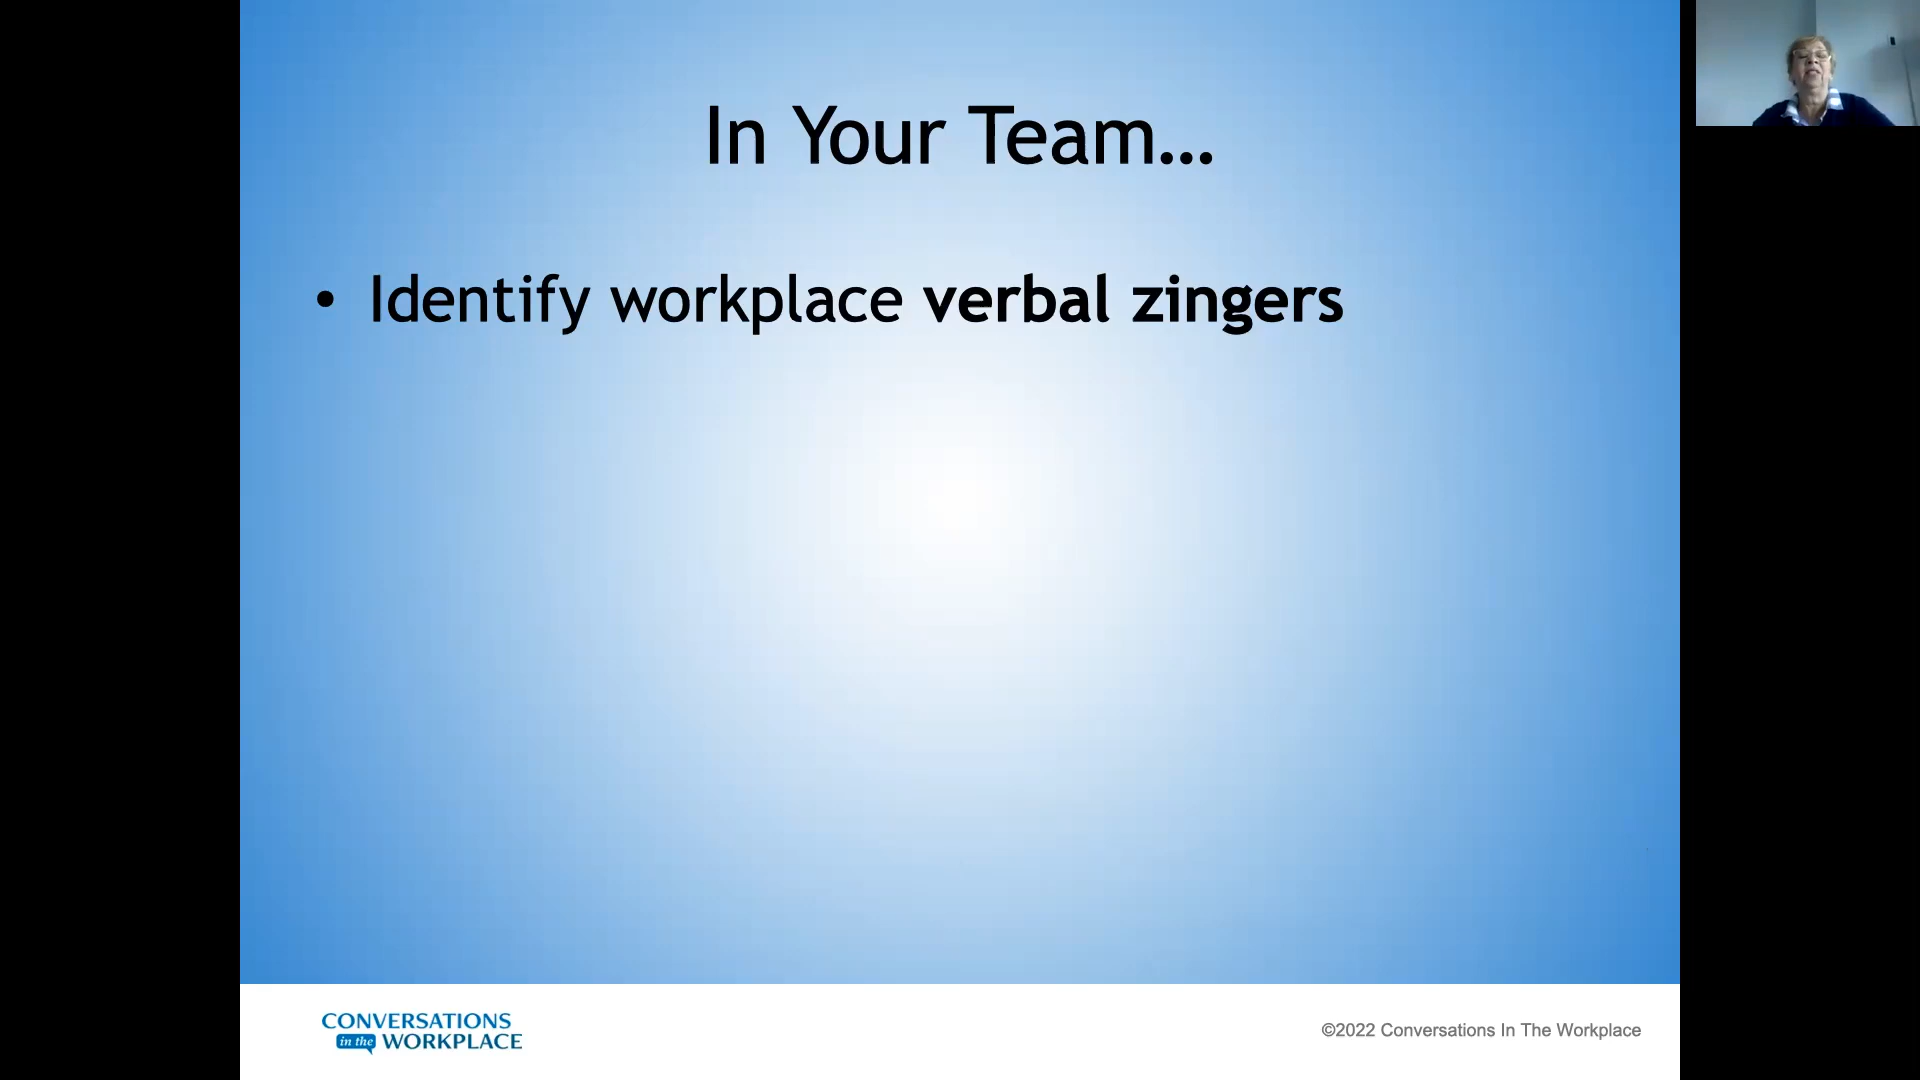 In Your Team...
• Identify workplace verbal zingers
CONVERSATIONS
in the WORKPLACE
©2022 Conversations In The Workplace